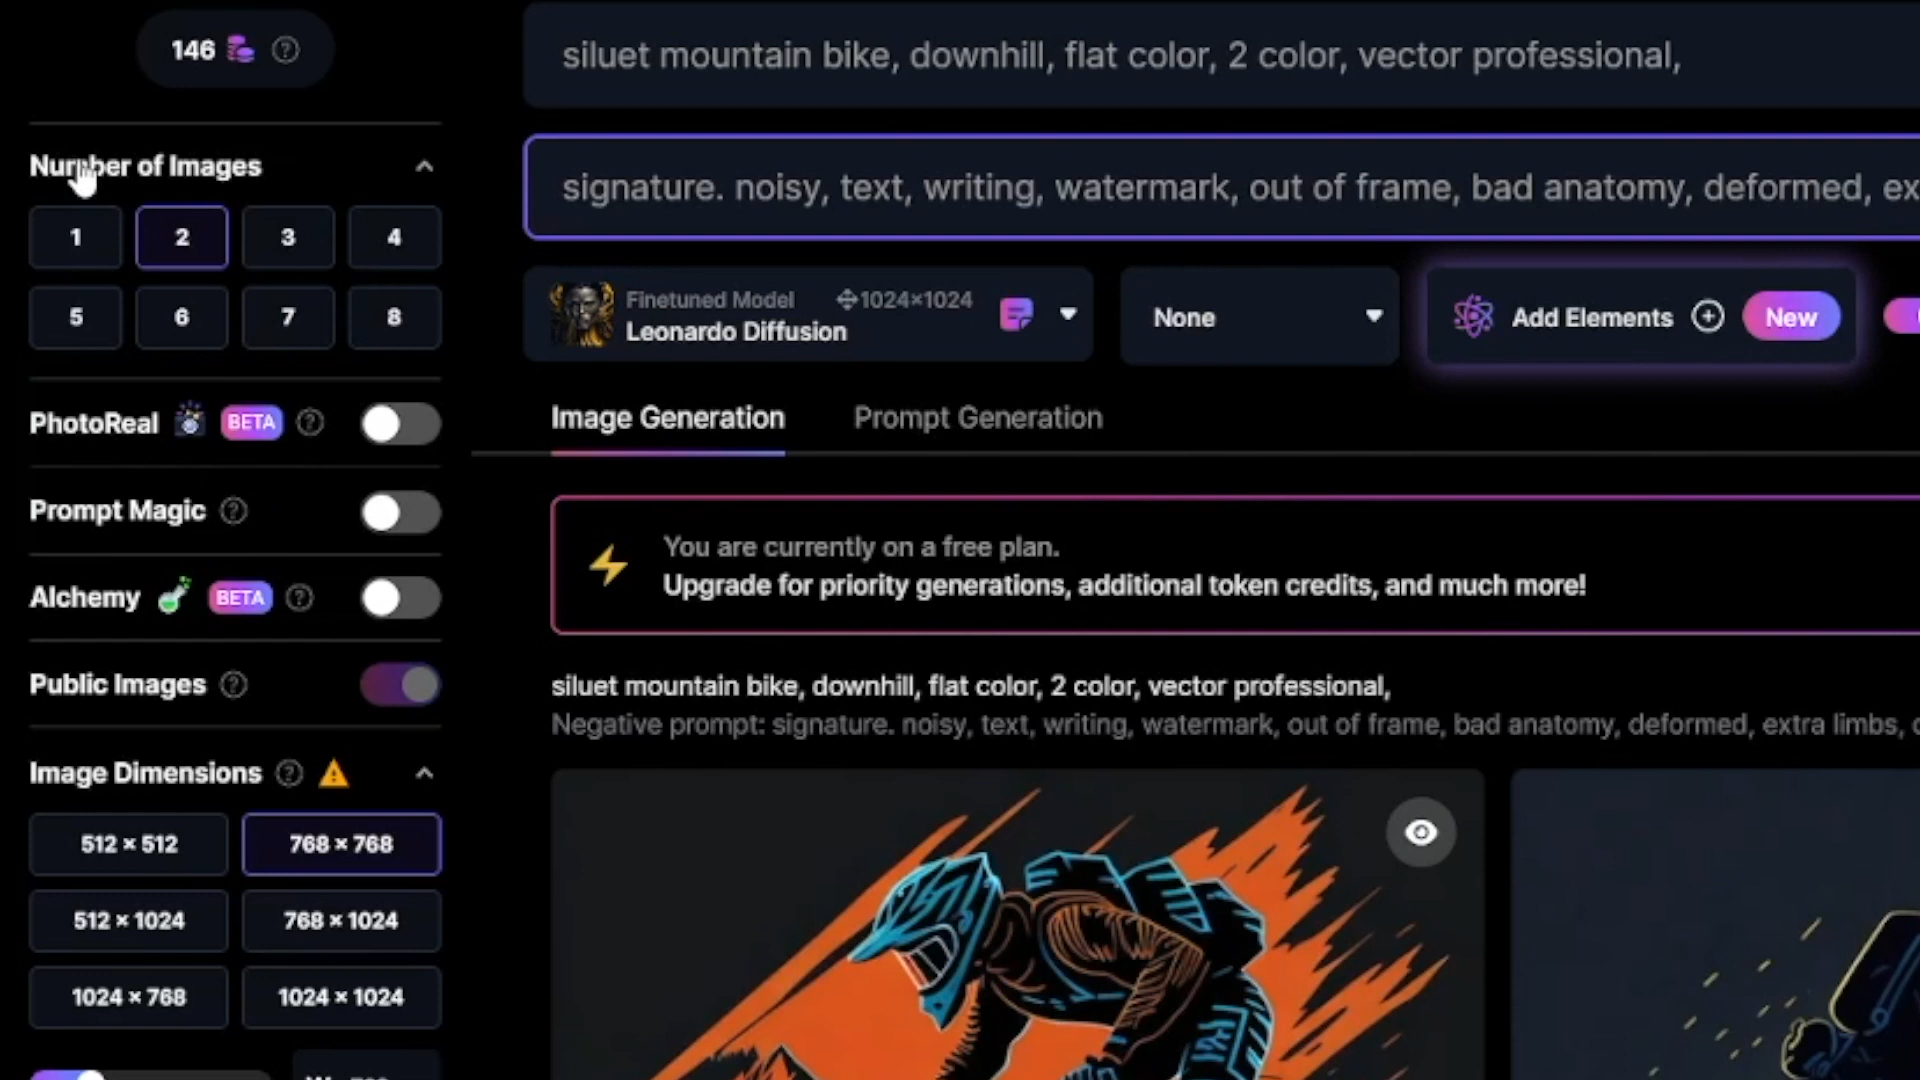 146
siluet mountain bike, downhill, flat color, 2 color, vector professional,
Number of Images
signature. noisy, text, writing, watermark, out of frame, bad anatomy, deformed, ex
1 2 3 4
5 6 7 8
Finetuned Model 1024×1024
Leonardo Diffusion
None
Add Elements
New
PhotoReal BETA
Image Generation
Prompt Generation
Prompt Magic
You are currently on a free plan.
Upgrade for priority generations, additional token credits, and much more!
Alchemy BETA
Public Images
siluet mountain bike, downhill, flat color, 2 color, vector professional,
Negative prompt: signature. noisy, text, writing, watermark, out of frame, bad anatomy, deformed, extra limbs,
Image Dimensions
512 × 512
768 × 768
512 × 1024
768 × 1024
1024 × 768
1024 × 1024